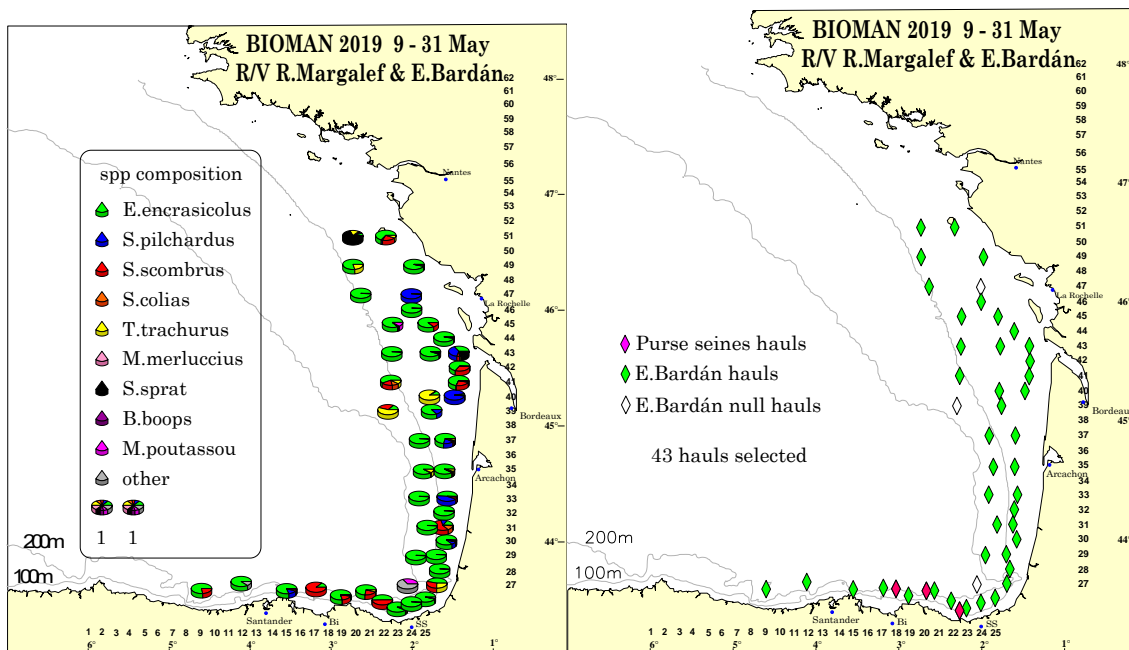 BIOMAN 2019 9 - 31 May
R/V R.Margalef & E.Bardán
62
61
60
59
58
57
56
55
54
53
52
51
50
49
48
47
46
45
44
43
42
41
40
39
37
36
35
34
33
32
31
30
29
28
27
48°
47°
46°
45°
44°
Nantes
La Rochelle
Bordeaux
Arcachon
spp composition
E.encrasicolus
S.pilchardus
S.scombrus
S.colias
T.trachurus
M.merluccius
S.sprat
B.boops
M.poutassou
other
1 1
200m
100m
Santander
Bi
SS
1 2 3 4 5 6 7 8 9 10 11 12 13 14 15 16 17 18 19 20 21 22 23 24 25
6° 5° 4° 3° 2° 1°
BIOMAN 2019 9 - 31 May
R/V R.Margalef & E.Bardán
62
61
60
59
58
57
56
55
54
53
52
51
50
49
48
47
46
45
44
43
42
41
40
39
37
36
35
34
33
32
31
30
29
28
27
48°
47°
46°
45°
44°
Nantes
La Rochelle
Bordeaux
Arcachon
Purse seines hauls
E.Bardán hauls
E.Bardán null hauls
43 hauls selected
200m
100m
Santander
Bi
SS
1 2 3 4 5 6 7 8 9 10 11 12 13 14 15 16 17 18 19 20 21 22 23 24 25
6° 5° 4° 3° 2° 1°